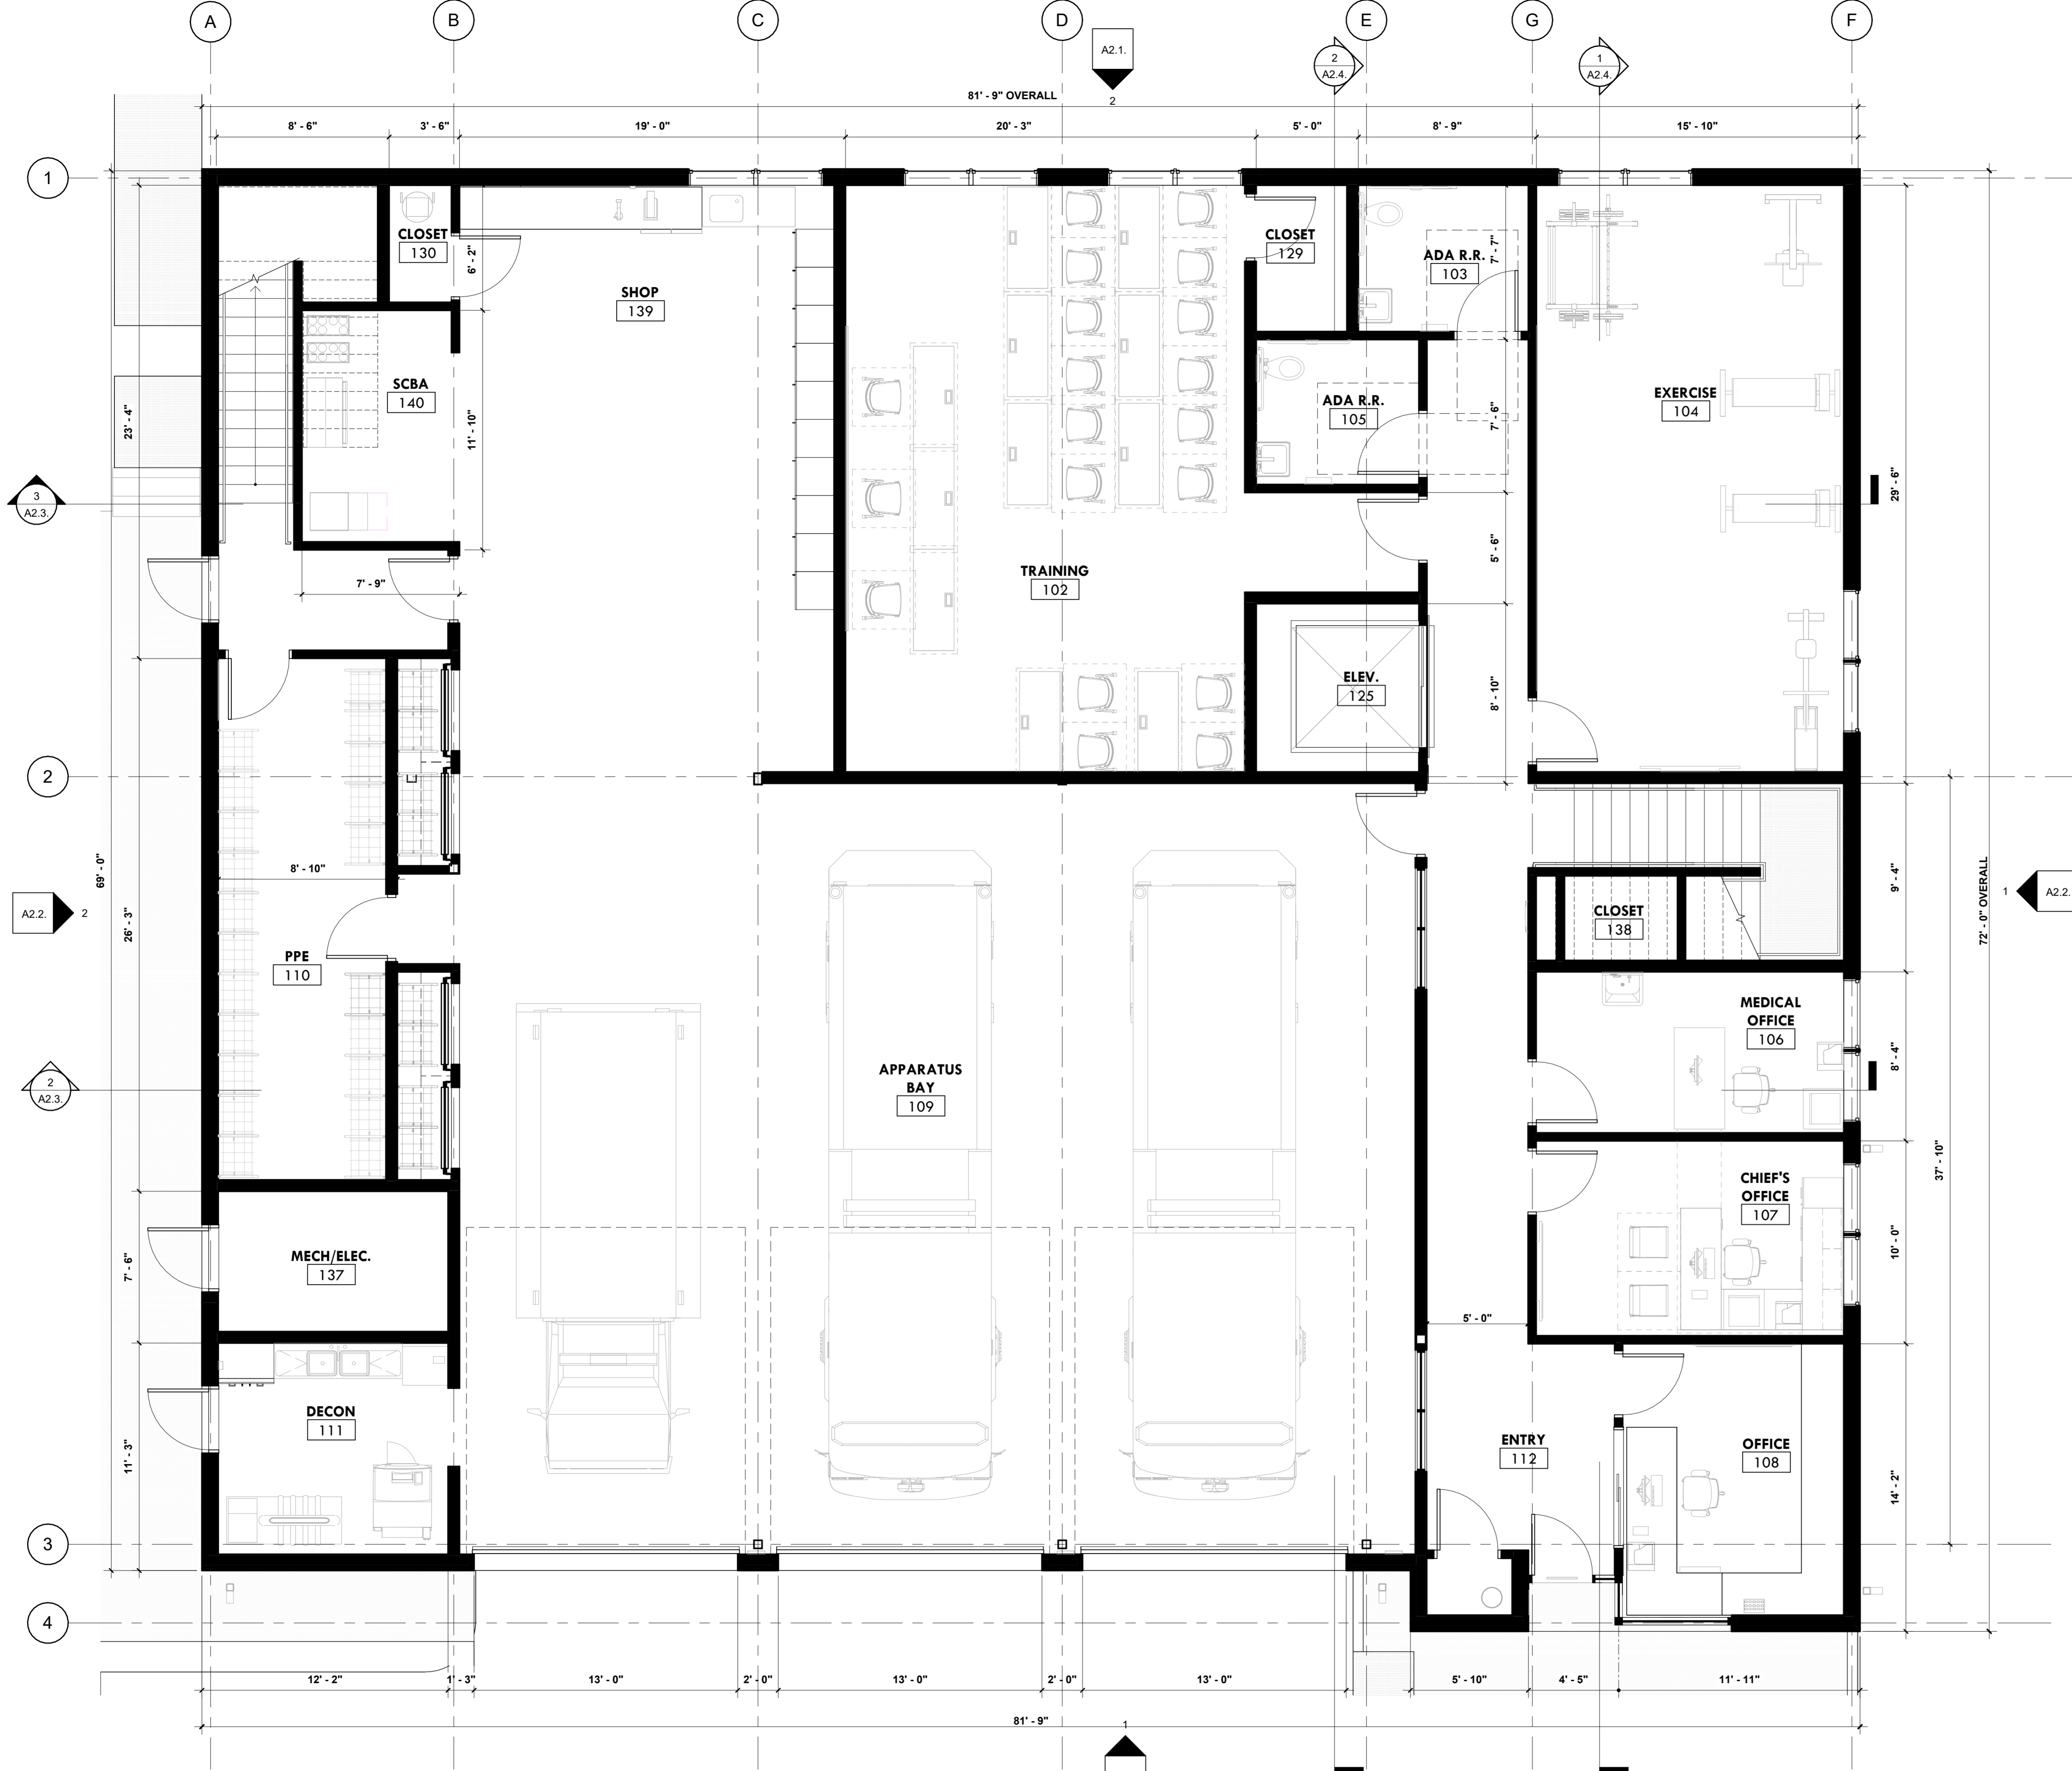 A B C D E G F
A2.1.
2
2
A2.4.
1
A2.4.
81' - 9" OVERALL
8' - 6" 3' - 6" 19' - 0" 20' - 3" 5' - 0" 8' - 9" 15' - 10"
1
CLOSET
130
6' - 2"
SHOP
139
CLOSET
129
7' - 7"
ADA R.R.
103
SCBA
140
23' - 4"
11' - 10"
ADA R.R.
105
7' - 6"
EXERCISE
104
29' - 6"
3
A2.3.
7' - 9"
TRAINING
102
5' - 6"
ELEV.
125
8' - 10"
2
69' - 0"
8' - 10"
9' - 4"
72' - 0" OVERALL
A2.2.
2
26' - 3"
CLOSET
138
1
A2.2.
PPE
110
MEDICAL
OFFICE
106
8' - 4"
2
A2.3.
APPARATUS
BAY
109
37' - 10"
CHIEF'S
OFFICE
107
10' - 0"
MECH/ELEC.
137
7' - 6"
5' - 0"
DECON
111
11' - 3"
ENTRY
112
OFFICE
108
14' - 2"
3
4
12' - 2" 1' - 3" 13' - 0" 2' - 0" 13' - 0" 2' - 0" 13' - 0" 5' - 10" 4' - 5" 11' - 11"
81' - 9"
1